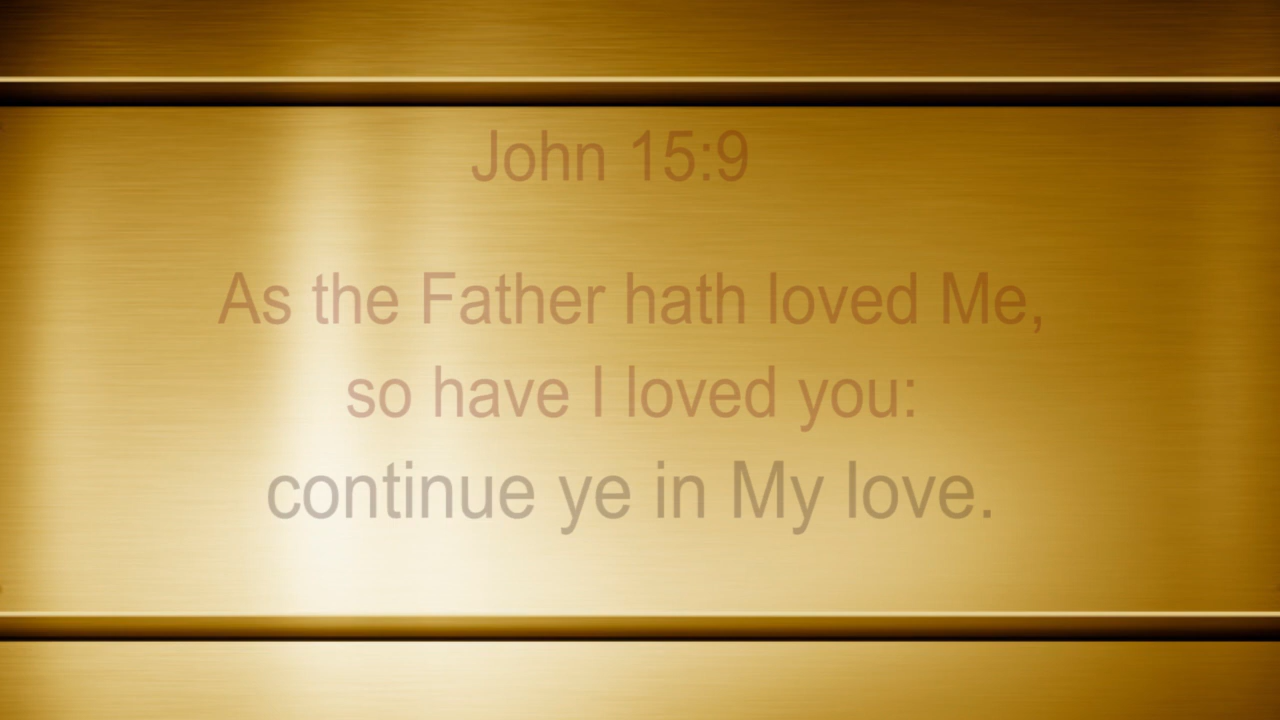 John 15:9
As the Father hath loved Me,
so have I loved you:
continue ye in My love.